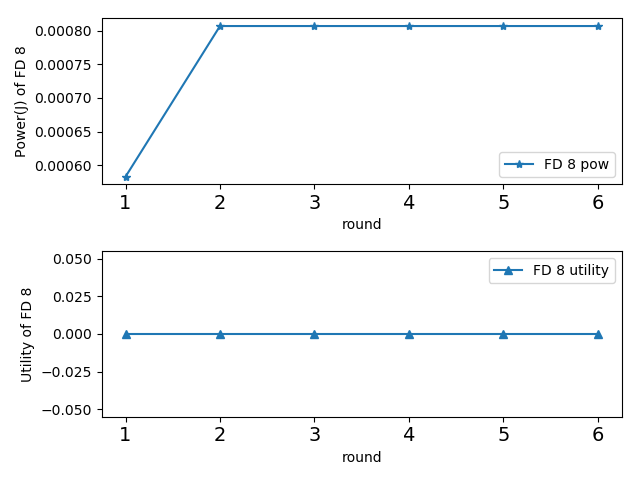 0.00080
0.00075
0.00070
0.00065
0.00060
Power(J) of FD 8
FD 8 pow
1 2 3 4 5 6
round
0.050
0.025
0.000
−0.025
−0.050
Utility of FD 8
FD 8 utility
1 2 3 4 5 6
round